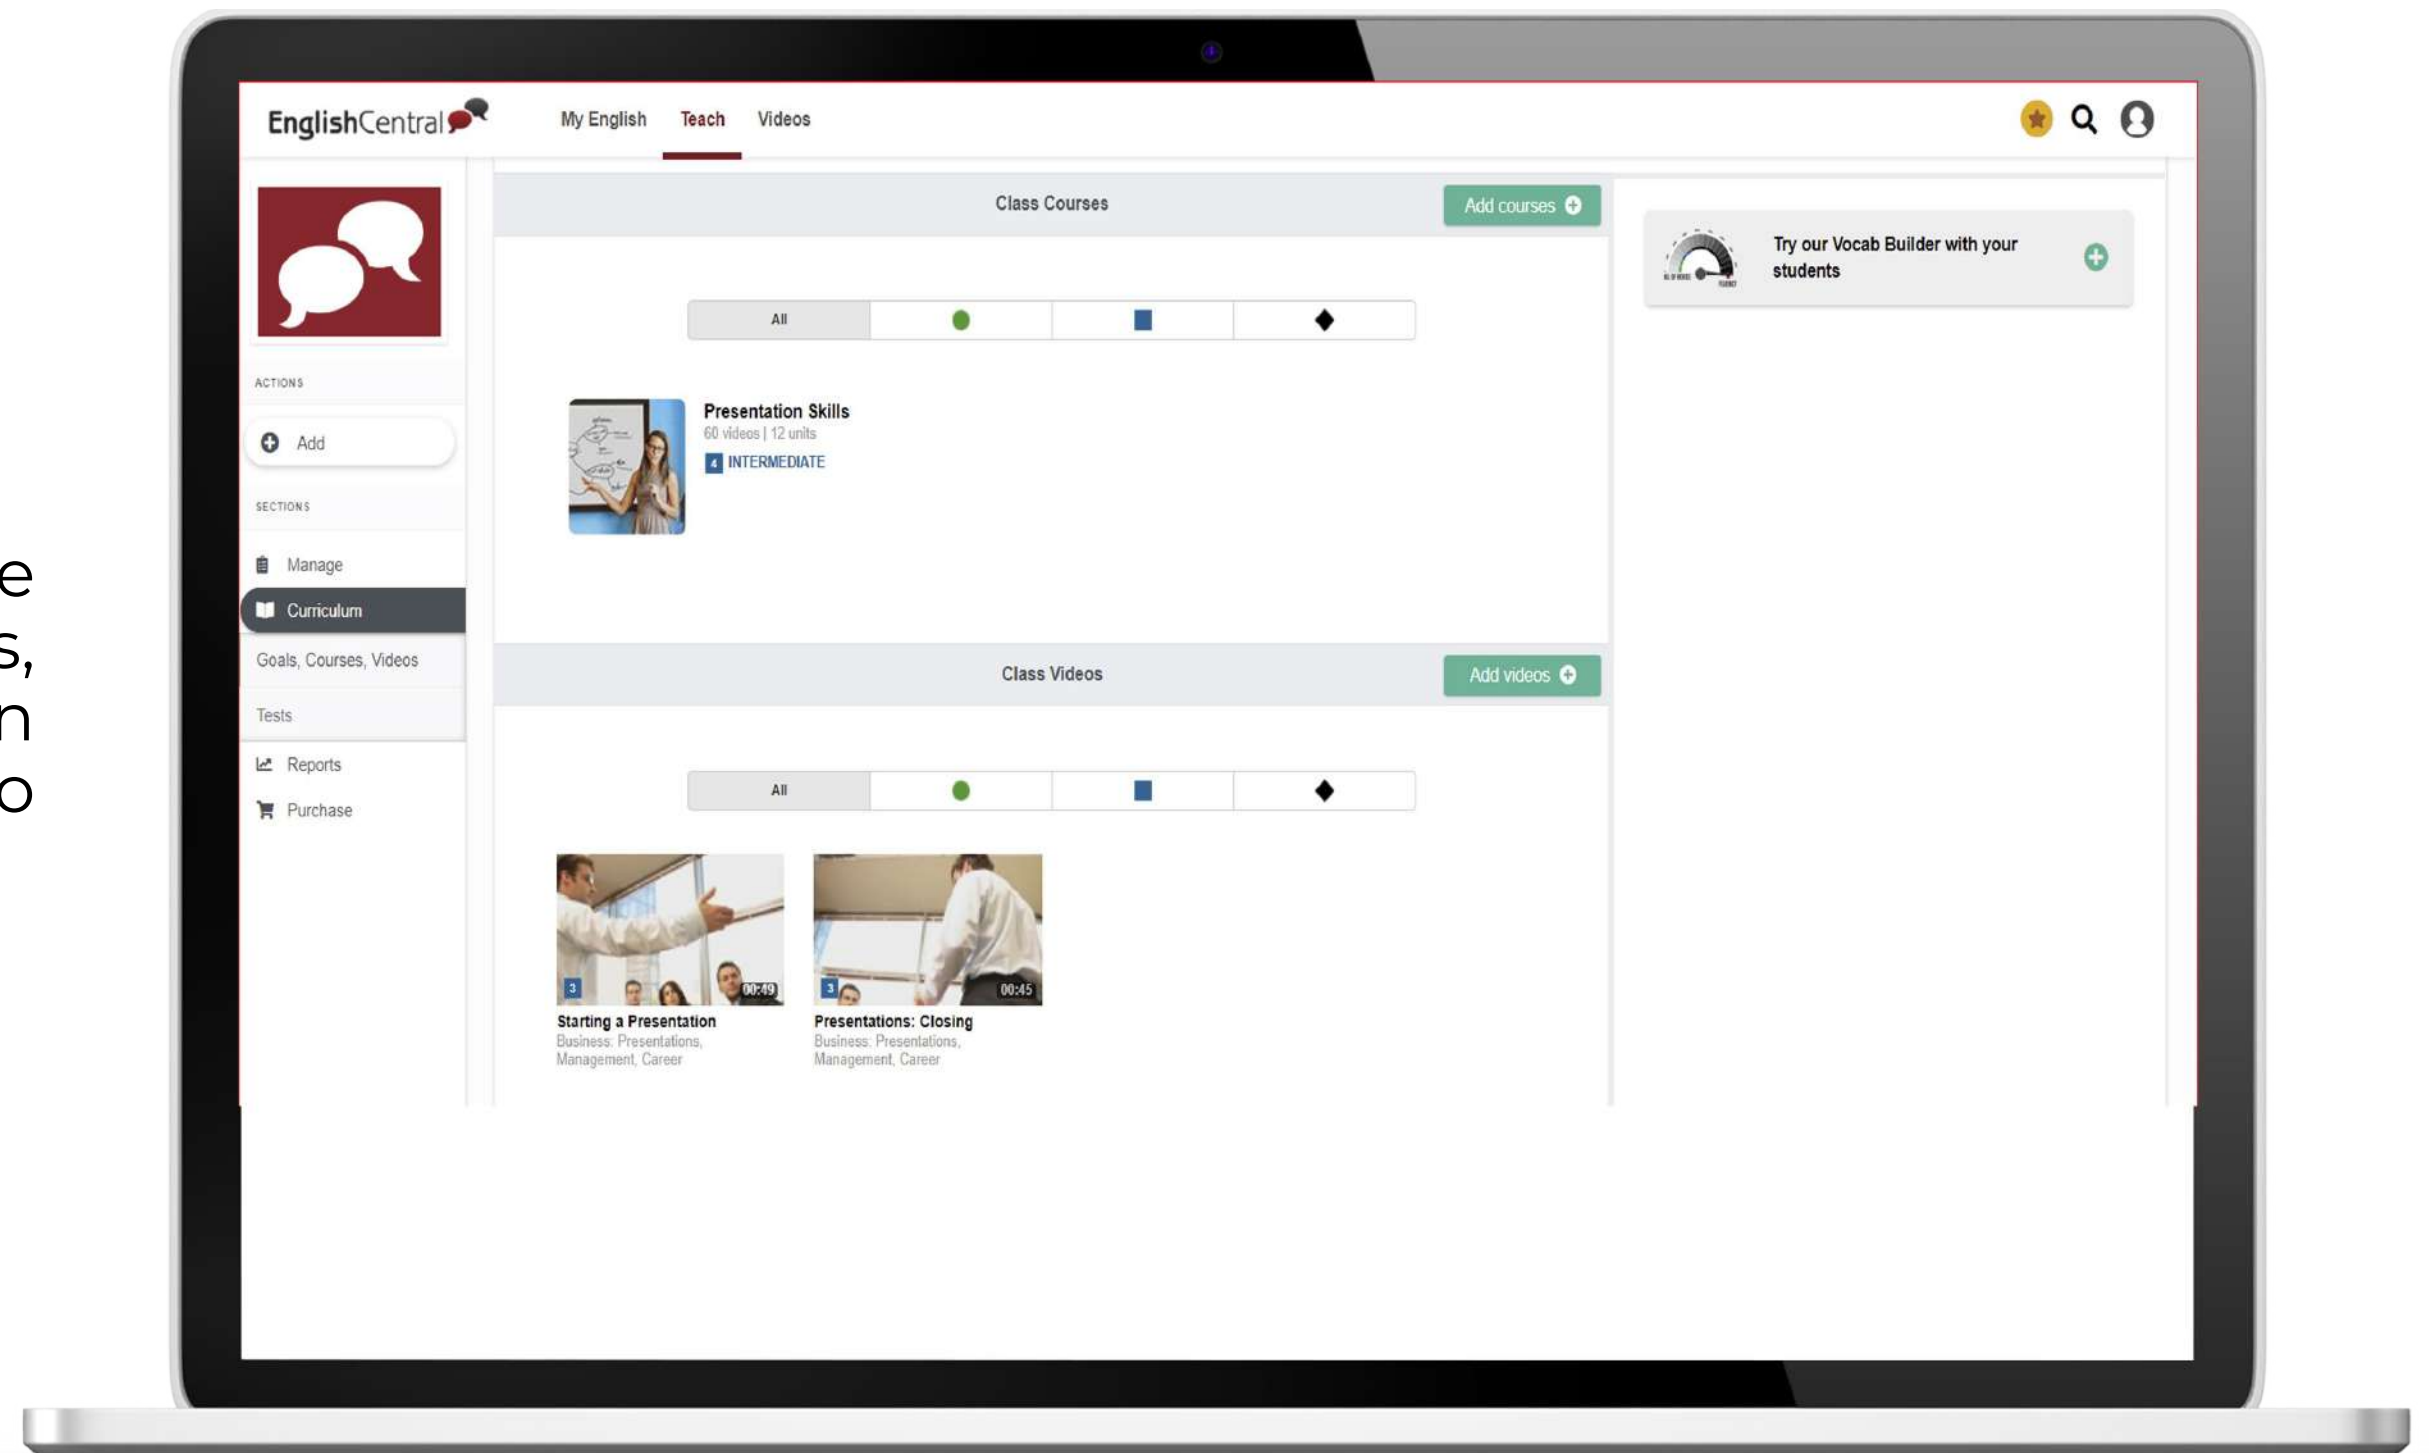 e
s,
n
o
EnglishCentral
My English Teach Videos
ACTIONS
Add
SECTIONS
Manage
Curriculum
Goals, Courses, Videos
Tests
Reports
Purchase
Class Courses
Add courses
All
Presentation Skills
60 videos | 12 units
4 INTERMEDIATE
Class Videos
Add videos
All
3
00:49
Starting a Presentation
Business: Presentations,
Management, Career
3
00:45
Presentations: Closing
Business: Presentations,
Management, Career
Try our Vocab Builder with your
students
FLUENCY